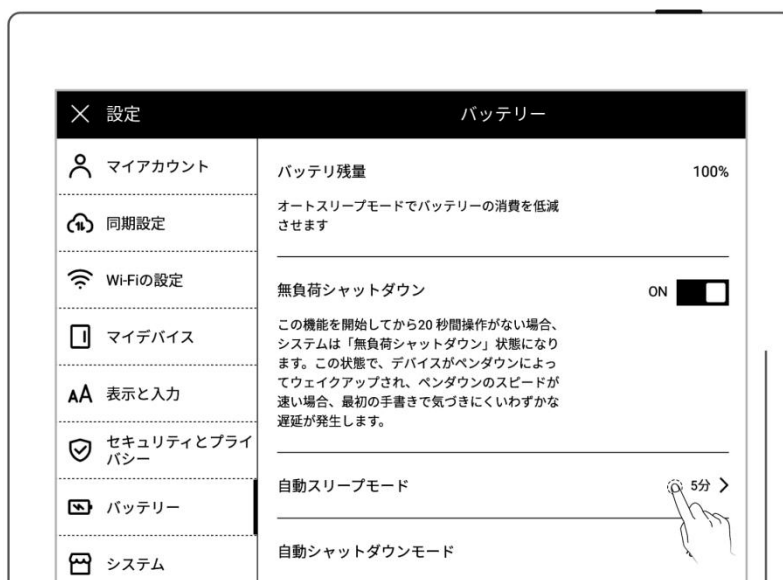 設定
バッテリー
マイアカウント
同期設定
Wi-Fiの設定
マイデバイス
表示と入力
セキュリティとプライ
バシー
バッテリー
システム
バッテリ残量
100%
オートスリープモードでバッテリーの消費を低減
させます
無負荷シャットダウン
ON
この機能を開始してから20 秒間操作がない場合、
システムは「無負荷シャットダウン」状態になり
ます。この状態で、デバイスがペンダウンによっ
てウェイクアップされ、ペンダウンのスピードが
速い場合、最初の手書きで気づきにくいわずかな
遅延が発生します。
自動スリープモード
5分
自動シャットダウンモード